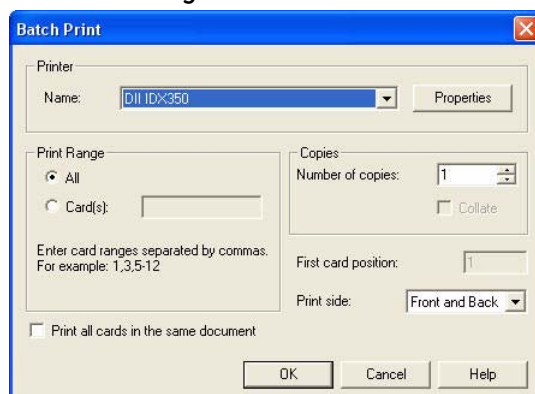 Batch Print
Printer
Name:
DII IDX350
Properties
Print Range
All
Card(s):
Enter card ranges separated by commas.
For example: 1,3,5-12
Copies
Number of copies:
1
Collate
First card position:
1
Print side:
Front and Back
Print all cards in the same document
OK
Cancel
Help